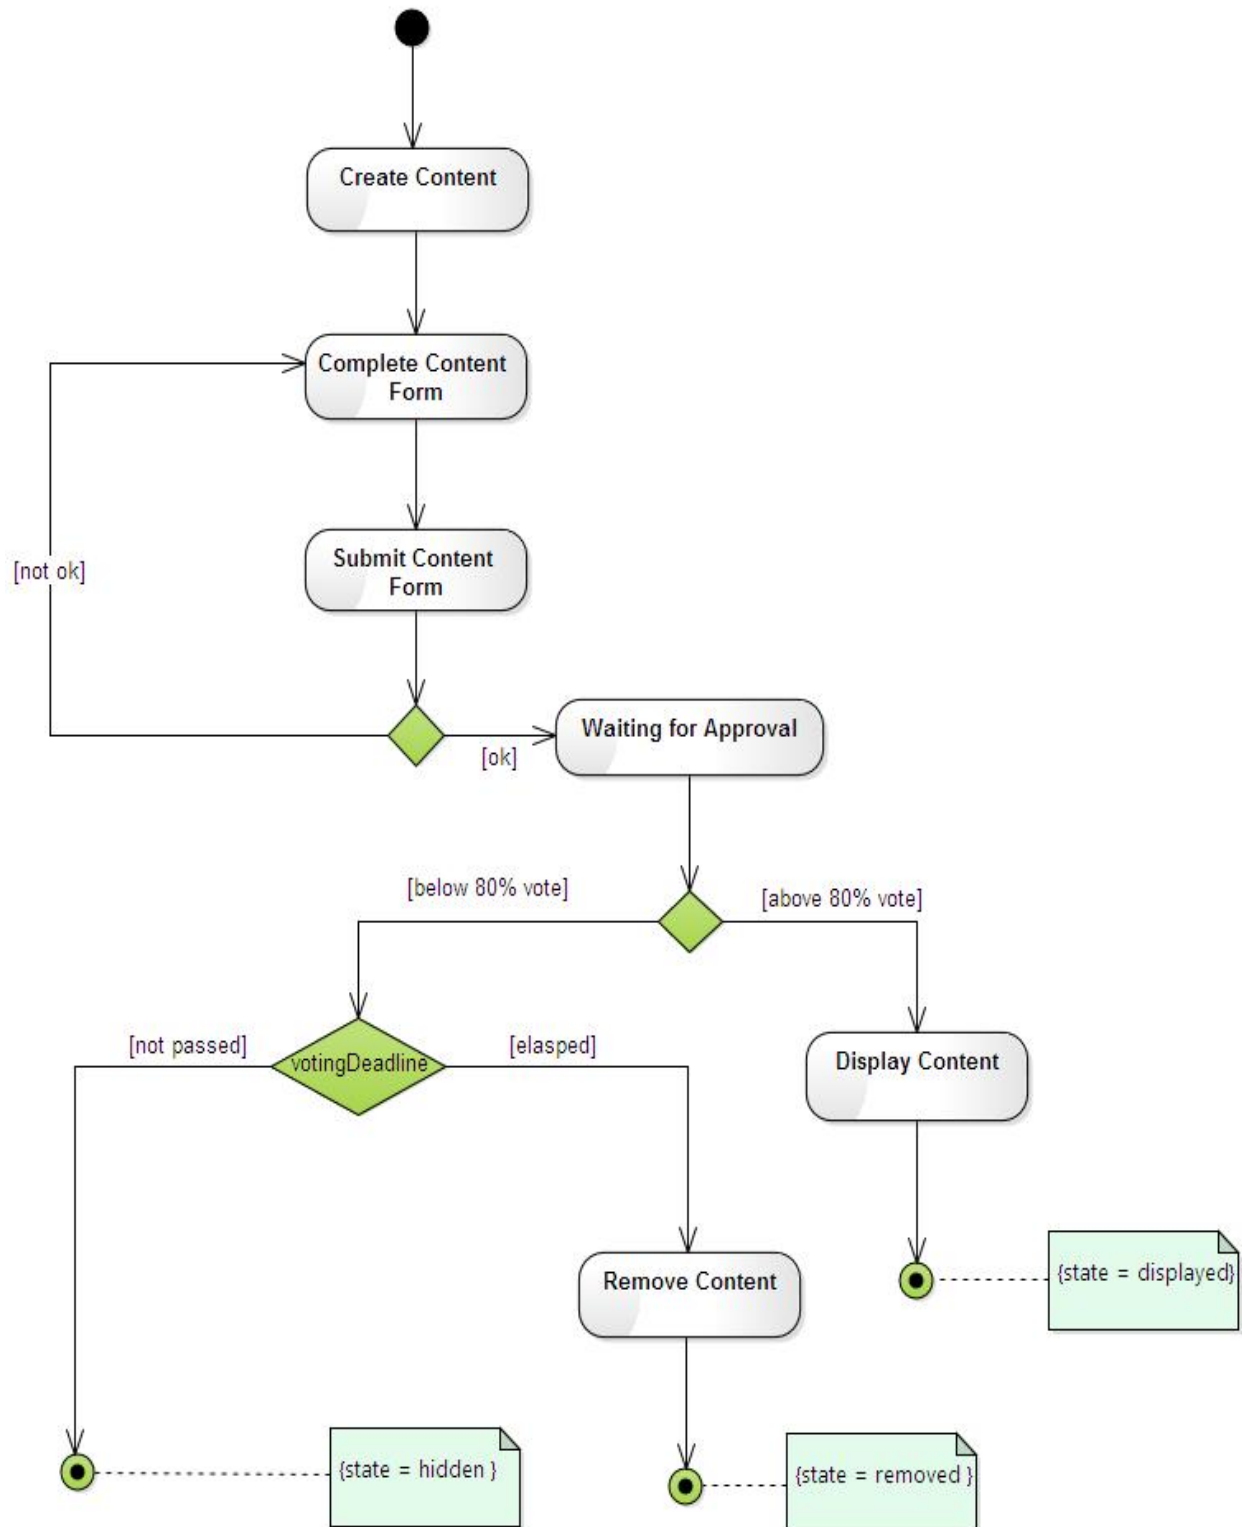 Create Content
Complete Content
Form
Submit Content
Form
[not ok]
Waiting for Approval
[ok]
[below 80% vote]
[above 80% vote]
[not passed]
votingDeadline
[elasped]
Display Content
Remove Content
{state = displayed}
{state = hidden }
{state = removed }